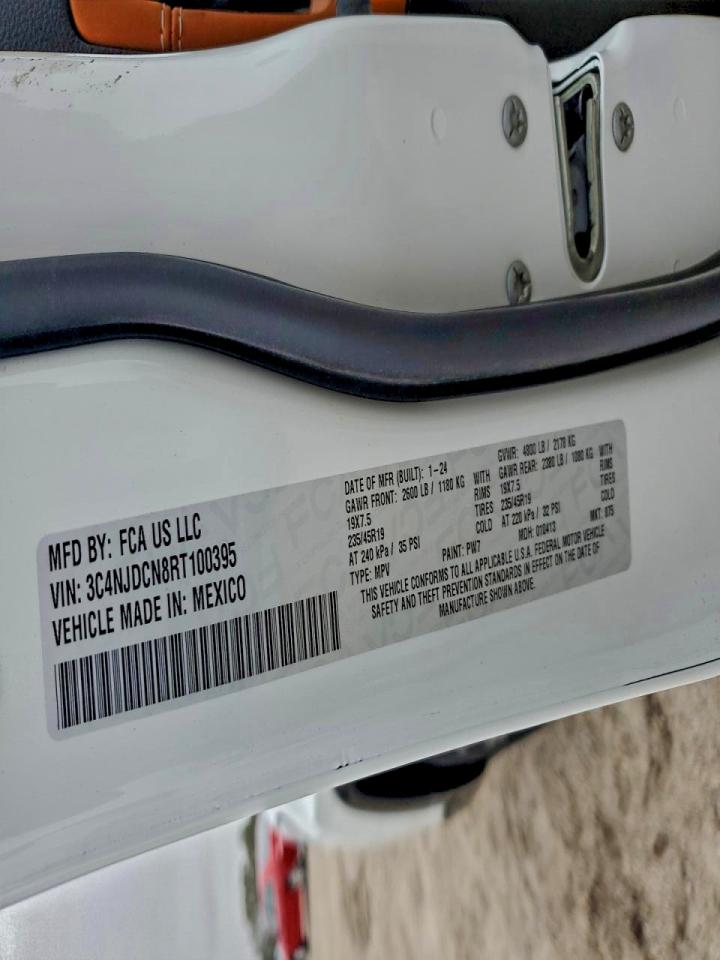 MFD BY: FCA US LLC
VIN: 3C4NJDCN8RT100395
VEHICLE MADE IN: MEXICO
DATE OF MFR (BUILT): 1-24
GAWR FRONT: 2600 LB / 1180 KG WITH
19X7.5 RIMS
235/45R19 TIRES
AT 240 kPa / 35 PSI COLD
GVWR: 4800 LB / 2178 KG
GAWR REAR: 2380 LB / 1080 KG WITH
19X7.5 RIMS
235/45R19 TIRES
AT 220 kPa / 32 PSI COLD
TYPE: MPV PAINT: PW7 MDH: 010413 MKT: 875
THIS VEHICLE CONFORMS TO ALL APPLICABLE U.S.A. FEDERAL MOTOR VEHICLE
SAFETY AND THEFT PREVENTION STANDARDS IN EFFECT ON THE DATE OF
MANUFACTURE SHOWN ABOVE.